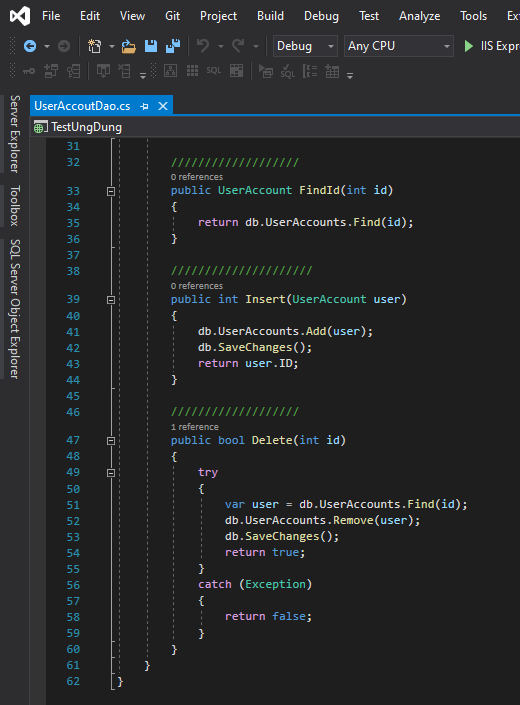 File Edit View Git Project Build Debug Test Analyze Tools Ex
Debug Any CPU IIS Expre
SQL
SQL
Server Explorer
Toolbox
SQL Server Object Explorer
UserAccoutDao.cs
TestUngDung
31
32 ///////////////////
0 references
33 public UserAccount FindId(int id)
34 {
35 return db.UserAccounts.Find(id);
36 }
37
38 /////////////////////
0 references
39 public int Insert(UserAccount user)
40 {
41 db.UserAccounts.Add(user);
42 db.SaveChanges();
43 return user.ID;
44 }
45
46 ///////////////////
1 reference
47 public bool Delete(int id)
48 {
49 try
50 {
51 var user = db.UserAccounts.Find(id);
52 db.UserAccounts.Remove(user);
53 db.SaveChanges();
54 return true;
55 }
56 catch (Exception)
57 {
58 return false;
59 }
60 }
61 }
62 }